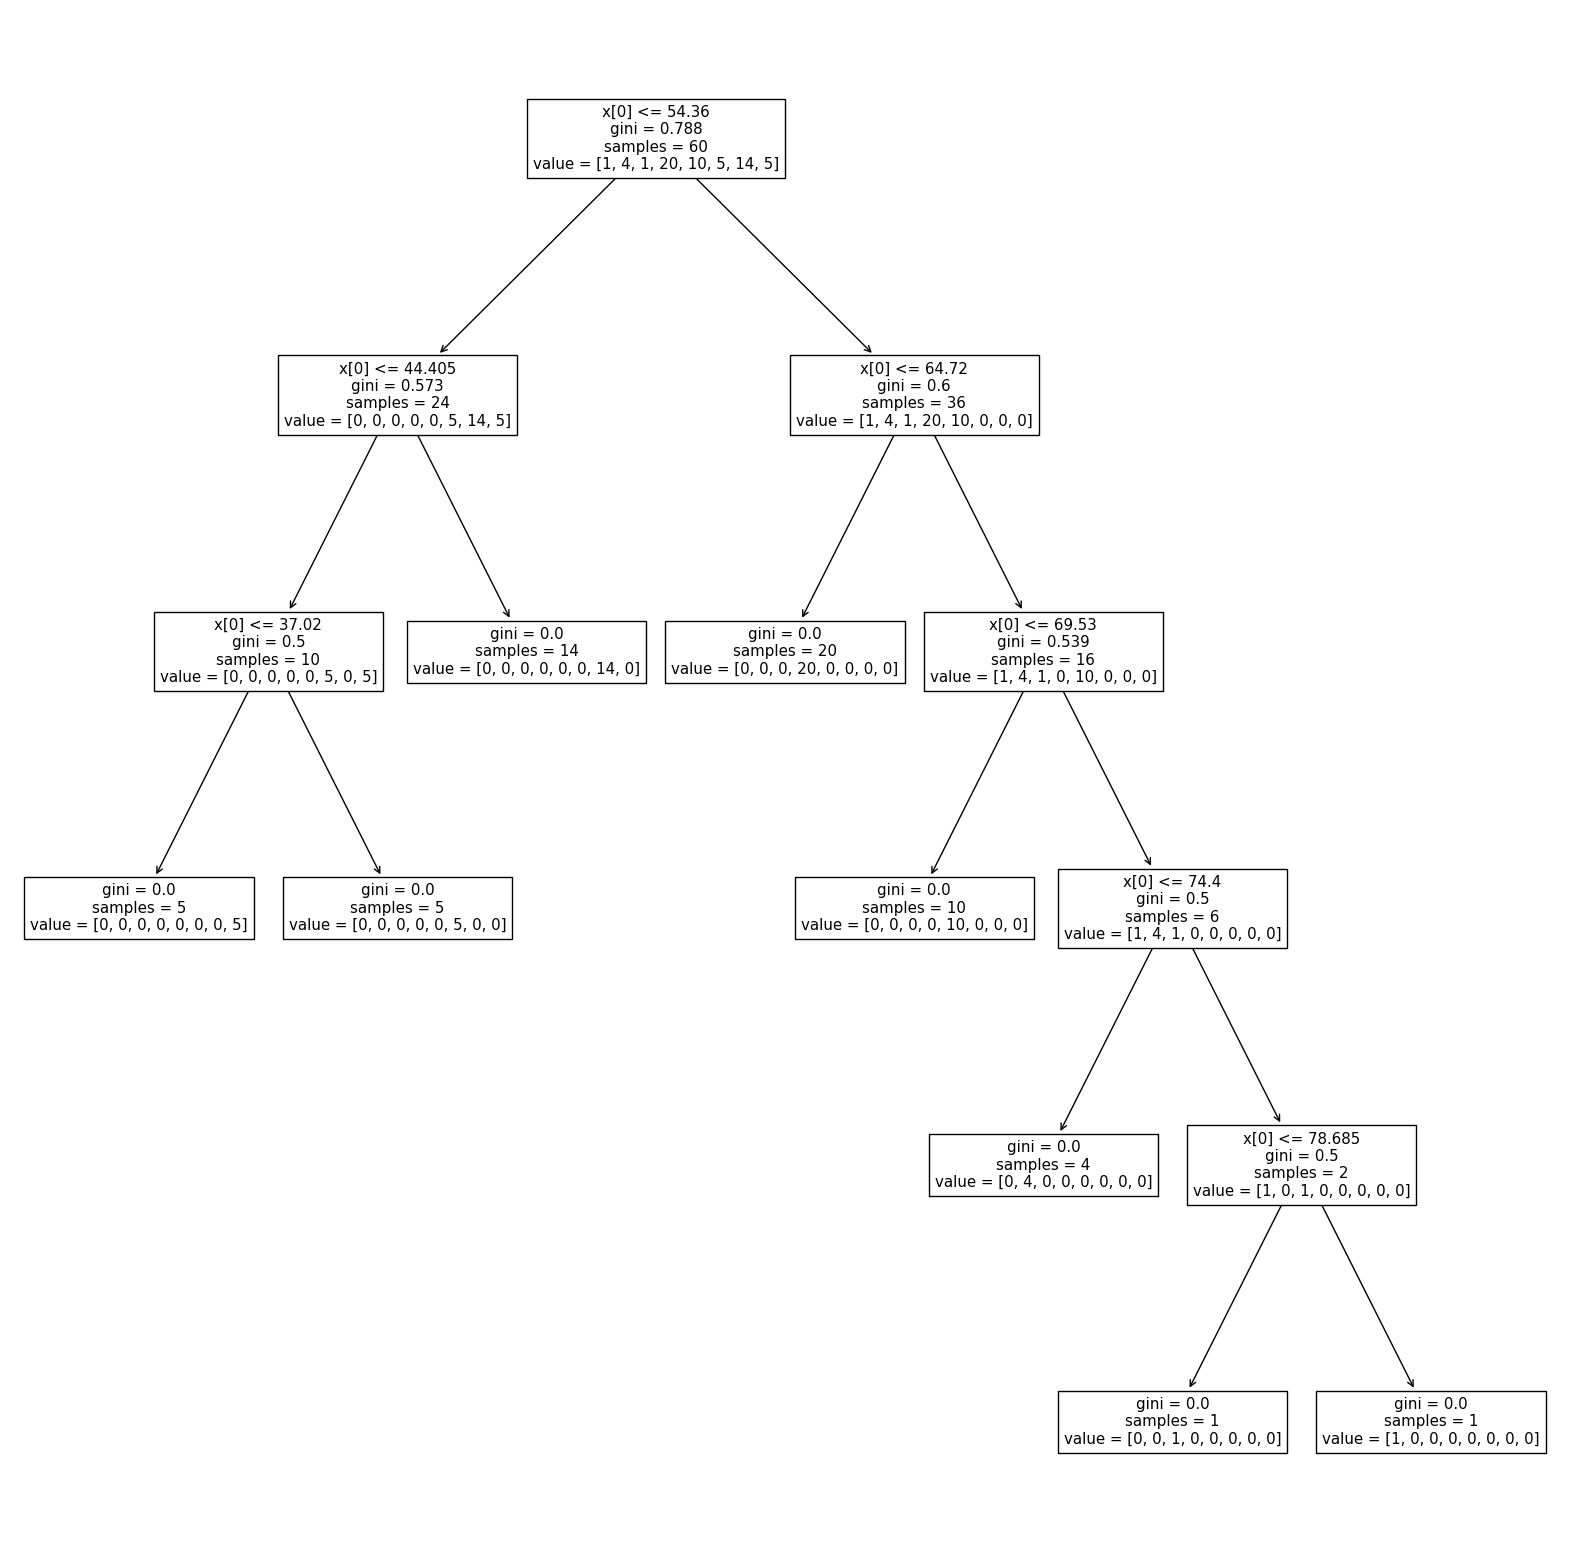 x[0] <= 54.36
gini = 0.788
samples = 60
value = [1, 4, 1, 20, 10, 5, 14, 5]
x[0] <= 44.405
gini = 0.573
samples = 24
value = [0, 0, 0, 0, 0, 5, 14, 5]
x[0] <= 64.72
gini = 0.6
samples = 36
value = [1, 4, 1, 20, 10, 0, 0, 0]
x[0] <= 37.02
gini = 0.5
samples = 10
value = [0, 0, 0, 0, 0, 5, 0, 5]
gini = 0.0
samples = 14
value = [0, 0, 0, 0, 0, 0, 14, 0]
gini = 0.0
samples = 20
value = [0, 0, 0, 20, 0, 0, 0, 0]
x[0] <= 69.53
gini = 0.539
samples = 16
value = [1, 4, 1, 0, 10, 0, 0, 0]
gini = 0.0
samples = 5
value = [0, 0, 0, 0, 0, 0, 0, 5]
gini = 0.0
samples = 5
value = [0, 0, 0, 0, 0, 5, 0, 0]
gini = 0.0
samples = 10
value = [0, 0, 0, 0, 10, 0, 0, 0]
x[0] <= 74.4
gini = 0.5
samples = 6
value = [1, 4, 1, 0, 0, 0, 0, 0]
gini = 0.0
samples = 4
value = [0, 4, 0, 0, 0, 0, 0, 0]
x[0] <= 78.685
gini = 0.5
samples = 2
value = [1, 0, 1, 0, 0, 0, 0, 0]
gini = 0.0
samples = 1
value = [0, 0, 1, 0, 0, 0, 0, 0]
gini = 0.0
samples = 1
value = [1, 0, 0, 0, 0, 0, 0, 0]